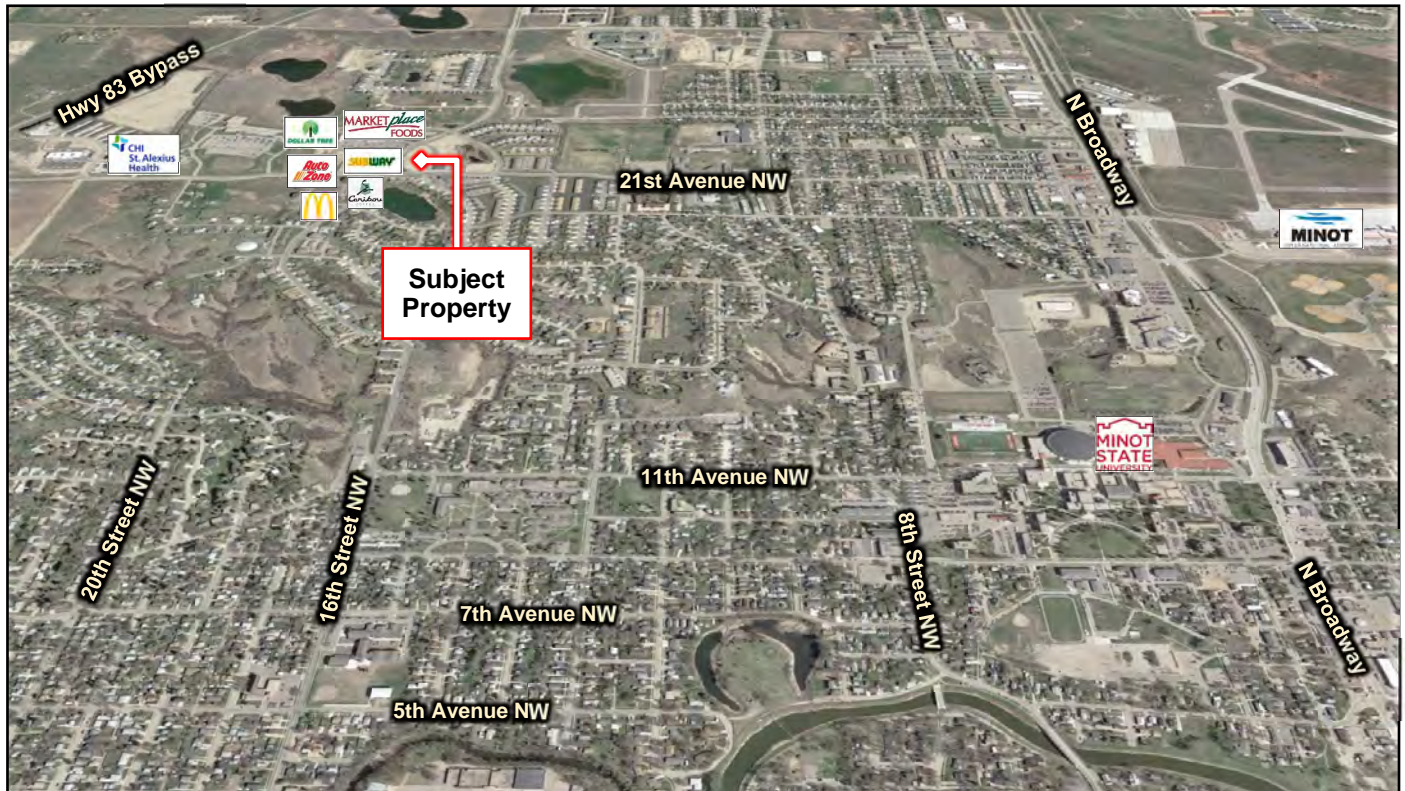 Hwy 83 Bypass
CHI
St. Alexius
Health
DOLLAR TREE
MARKETplace
FOODS
Auto
Zone
SUBWAY
Caribou
21st Avenue NW
N Broadway
MINOT
Subject
Property
11th Avenue NW
MINOT
STATE
UNIVERSITY
20th Street NW
16th Street NW
8th Street NW
7th Avenue NW
N Broadway
5th Avenue NW